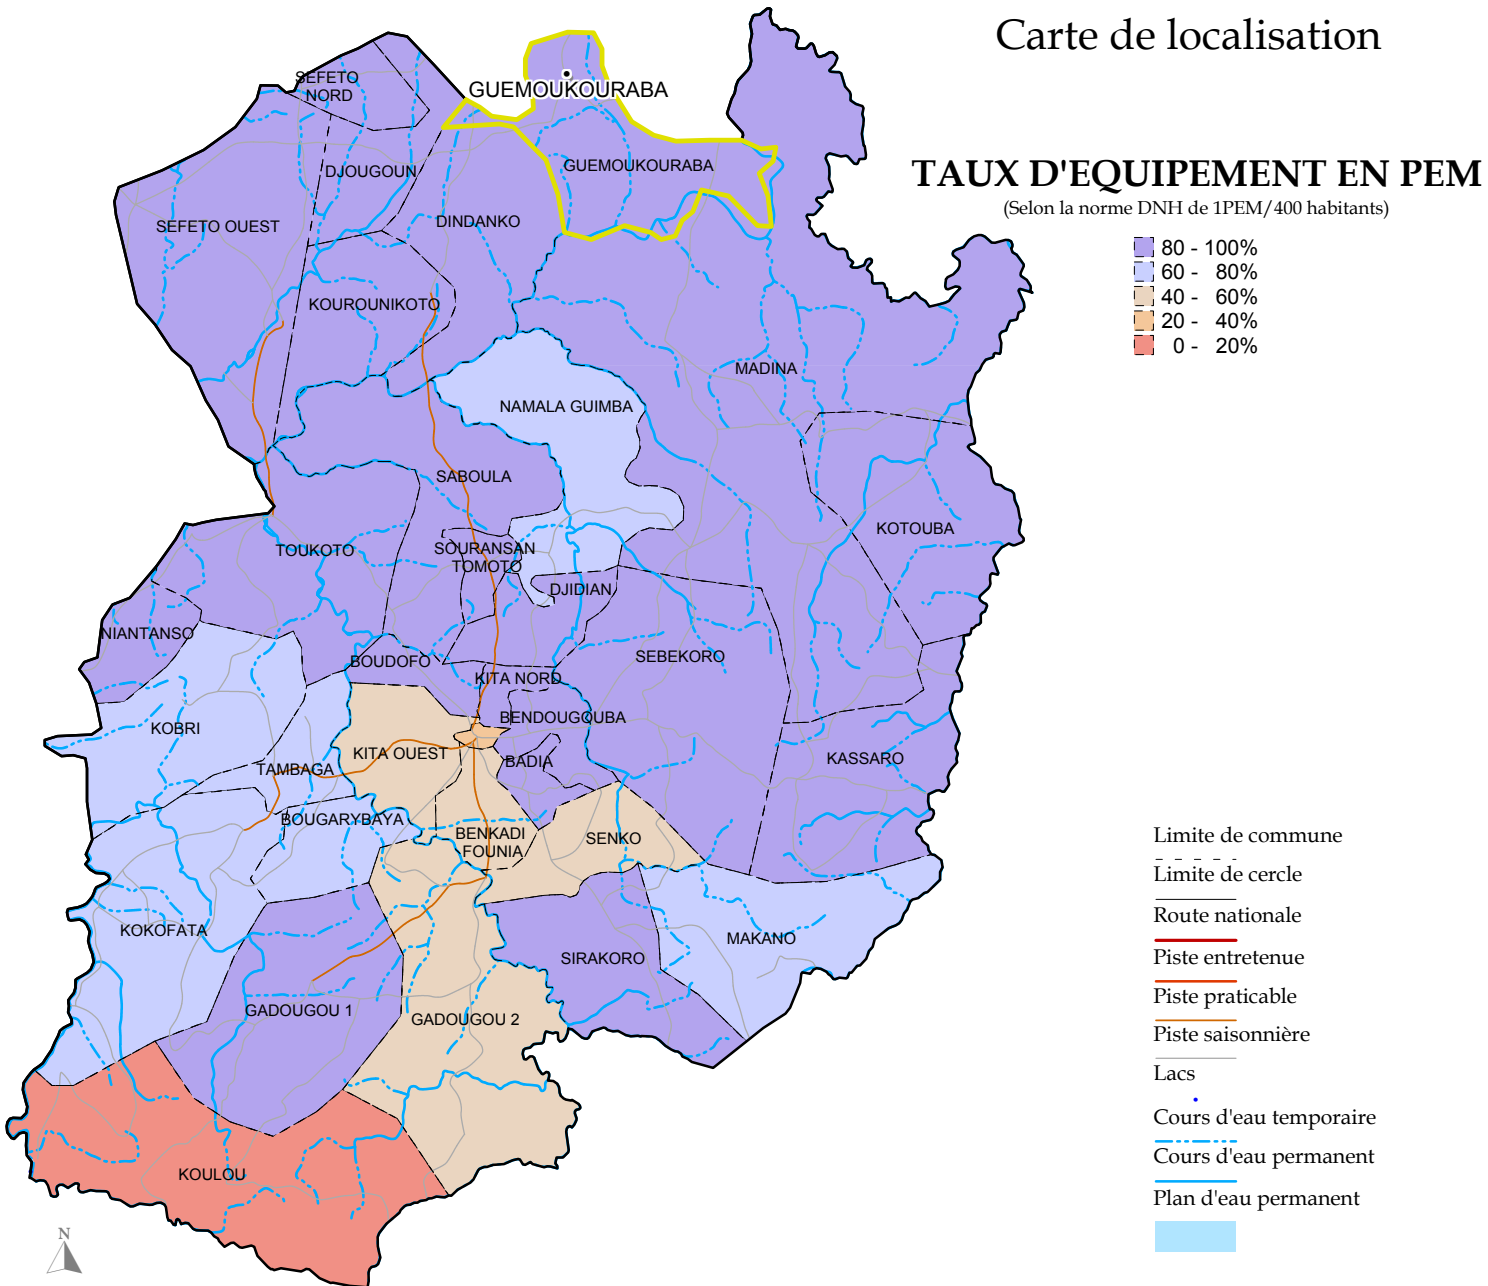 Carte de localisation
TAUX D'EQUIPEMENT EN PEM
(Selon la norme DNH de 1PEM/400 habitants)
80 - 100%
60 - 80%
40 - 60%
20 - 40%
0 - 20%
SEFETO
NORD
GUEMOUKOURABA
DJOUGOUN
GUEMOUKOURABA
SEFETO OUEST
DINDANKO
KOUROUNIKOTO
MADINA
NAMALA GUIMBA
SABOULA
KOTOUBA
TOUKOTO
SOURANSAN
TOMOTO
DJIDIAN
NIANTANSO
BOUDOFO
SEBEKORO
KITA NORD
BENDOUGOUBA
KOBRI
KITA OUEST
BADIA
KASSARO
TAMBAGA
BOUGARYBAYA
BENKADI
FOUNIA
SENKO
KOKOFATA
MAKANO
SIRAKORO
GADOUGOU 1
GADOUGOU 2
KOULOU
Limite de commune
Limite de cercle
Route nationale
Piste entretenue
Piste praticable
Piste saisonnière
Lacs
Cours d'eau temporaire
Cours d'eau permanent
Plan d'eau permanent
N